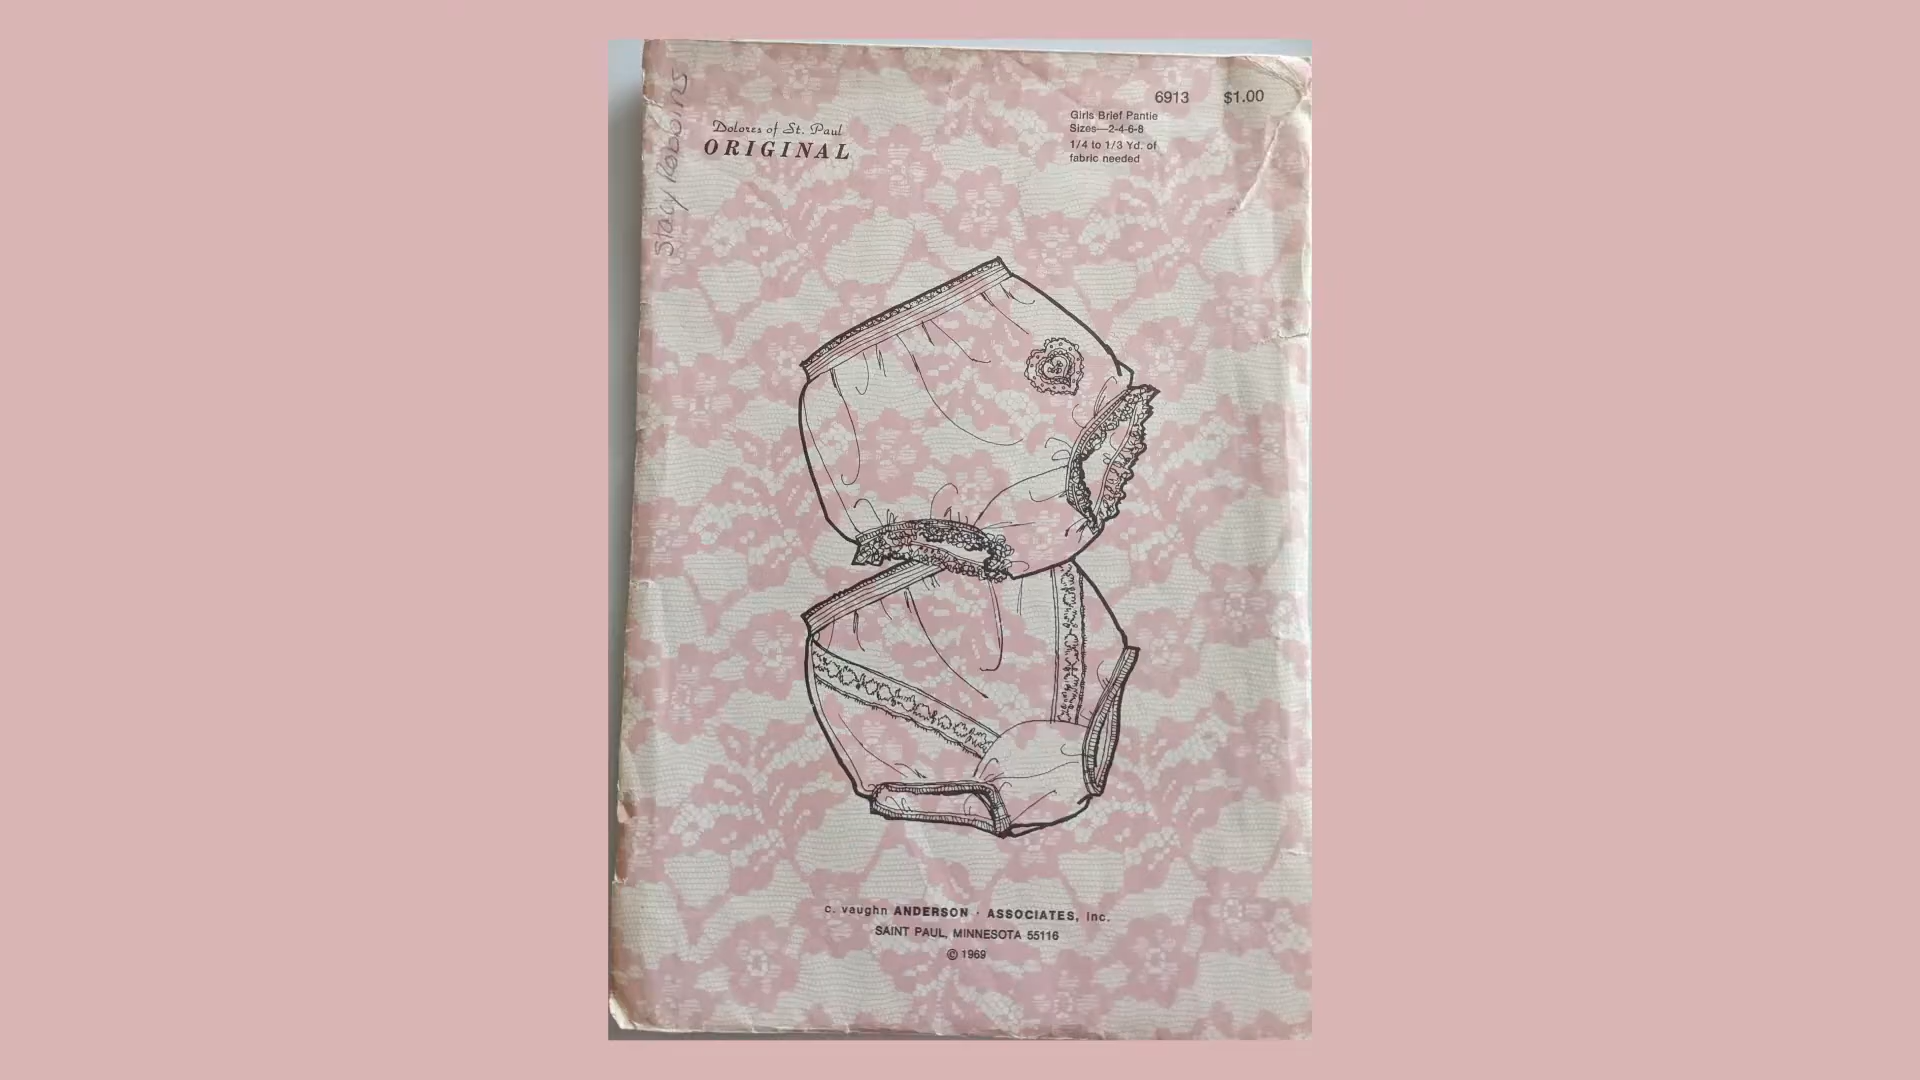 Stacy Robbins
6913 $1.00
Dolores of St. Paul
ORIGINAL
Girls Brief Pantie
Sizes—2-4-6-8
1/4 to 1/3 Yd. of
fabric needed
c. vaughn ANDERSON · ASSOCIATES, inc.
SAINT PAUL, MINNESOTA 55116
© 1969